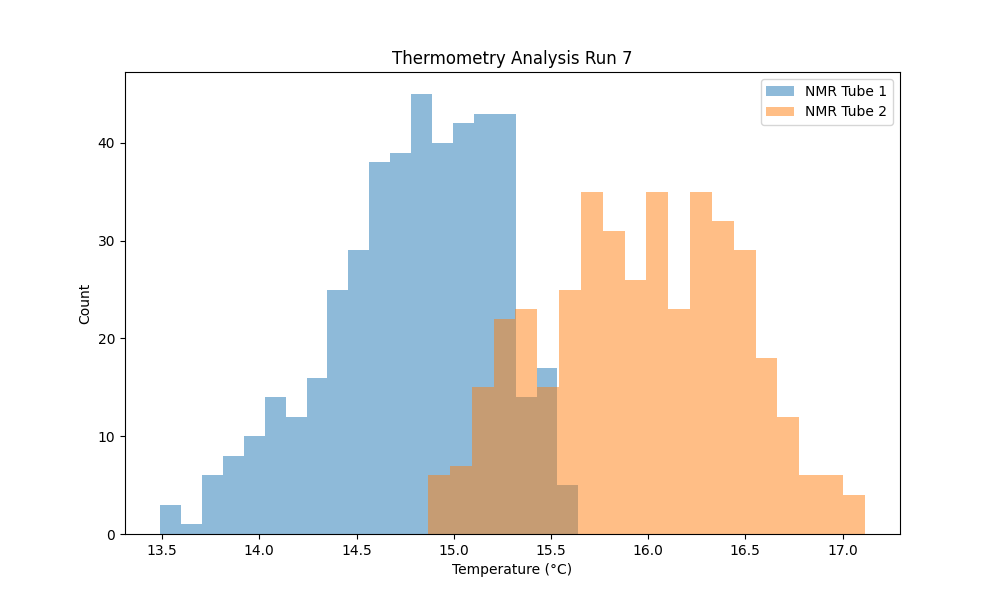 Thermometry Analysis Run 7
NMR Tube 1
NMR Tube 2
Count
40
30
20
10
0
13.5 14.0 14.5 15.0 15.5 16.0 16.5 17.0
Temperature (°C)